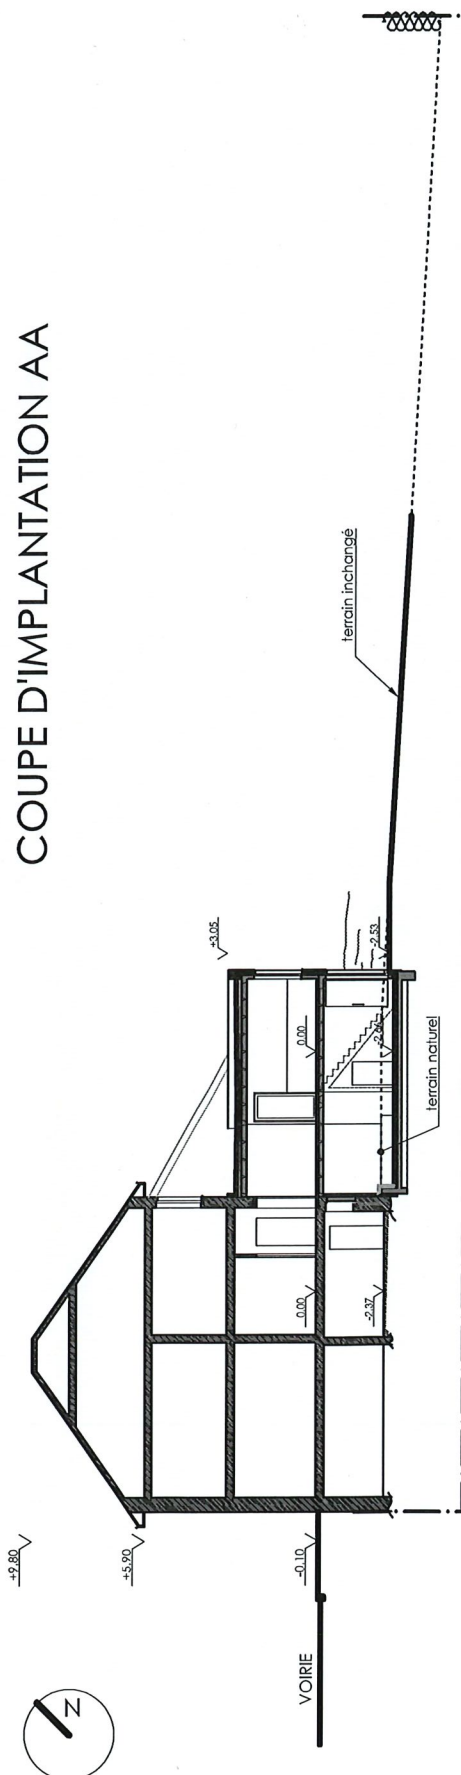 COUPE D'IMPLANTATION AA
N
+9.80
+5.90
-0.10
VOIRIE
0.00
-2.37
+3.05
0.00
-2.53
terrain naturel
terrain inchangé